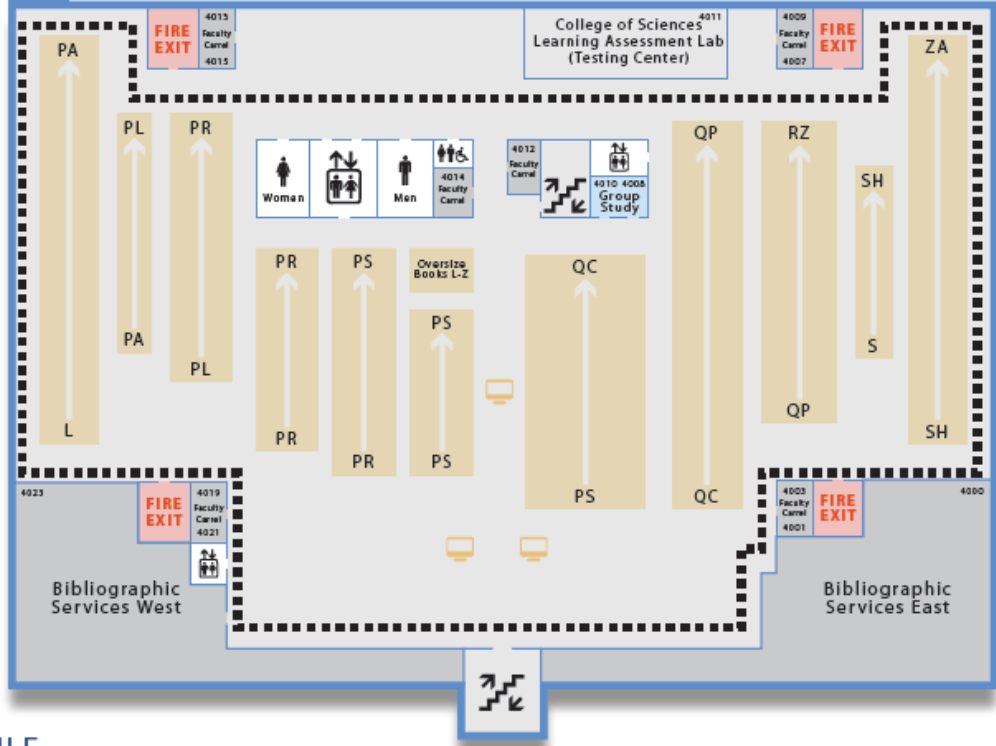 4013
Faculty
Carrel
4015
FIRE
EXIT
4011
College of Sciences
Learning Assessment Lab
(Testing Center)
4009
Faculty
Carrel
4007
FIRE
EXIT
PA
L
PL
PA
PR
PL
Women
Men
4014
Faculty
Carrel
4012
Faculty
Carrel
4010 4008
Group
Study
QP
QC
RZ
QP
SH
S
ZA
SH
PR
PR
PS
PR
Oversize
Books L-Z
PS
PS
QC
PS
4023
FIRE
EXIT
4019
Faculty
Carrel
4021
Bibliographic
Services West
4003
Faculty
Carrel
4001
FIRE
EXIT
4000
Bibliographic
Services East